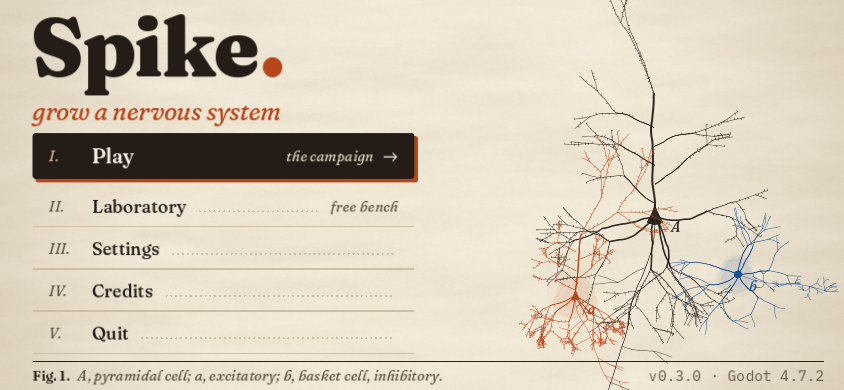 Spike.
grow a nervous system
I. Play the campaign →
II. Laboratory free bench
III. Settings
IV. Credits
V. Quit
A
a
b
Fig. 1. A, pyramidal cell; a, excitatory; b, basket cell, inhibitory.
v0.3.0 · Godot 4.7.2